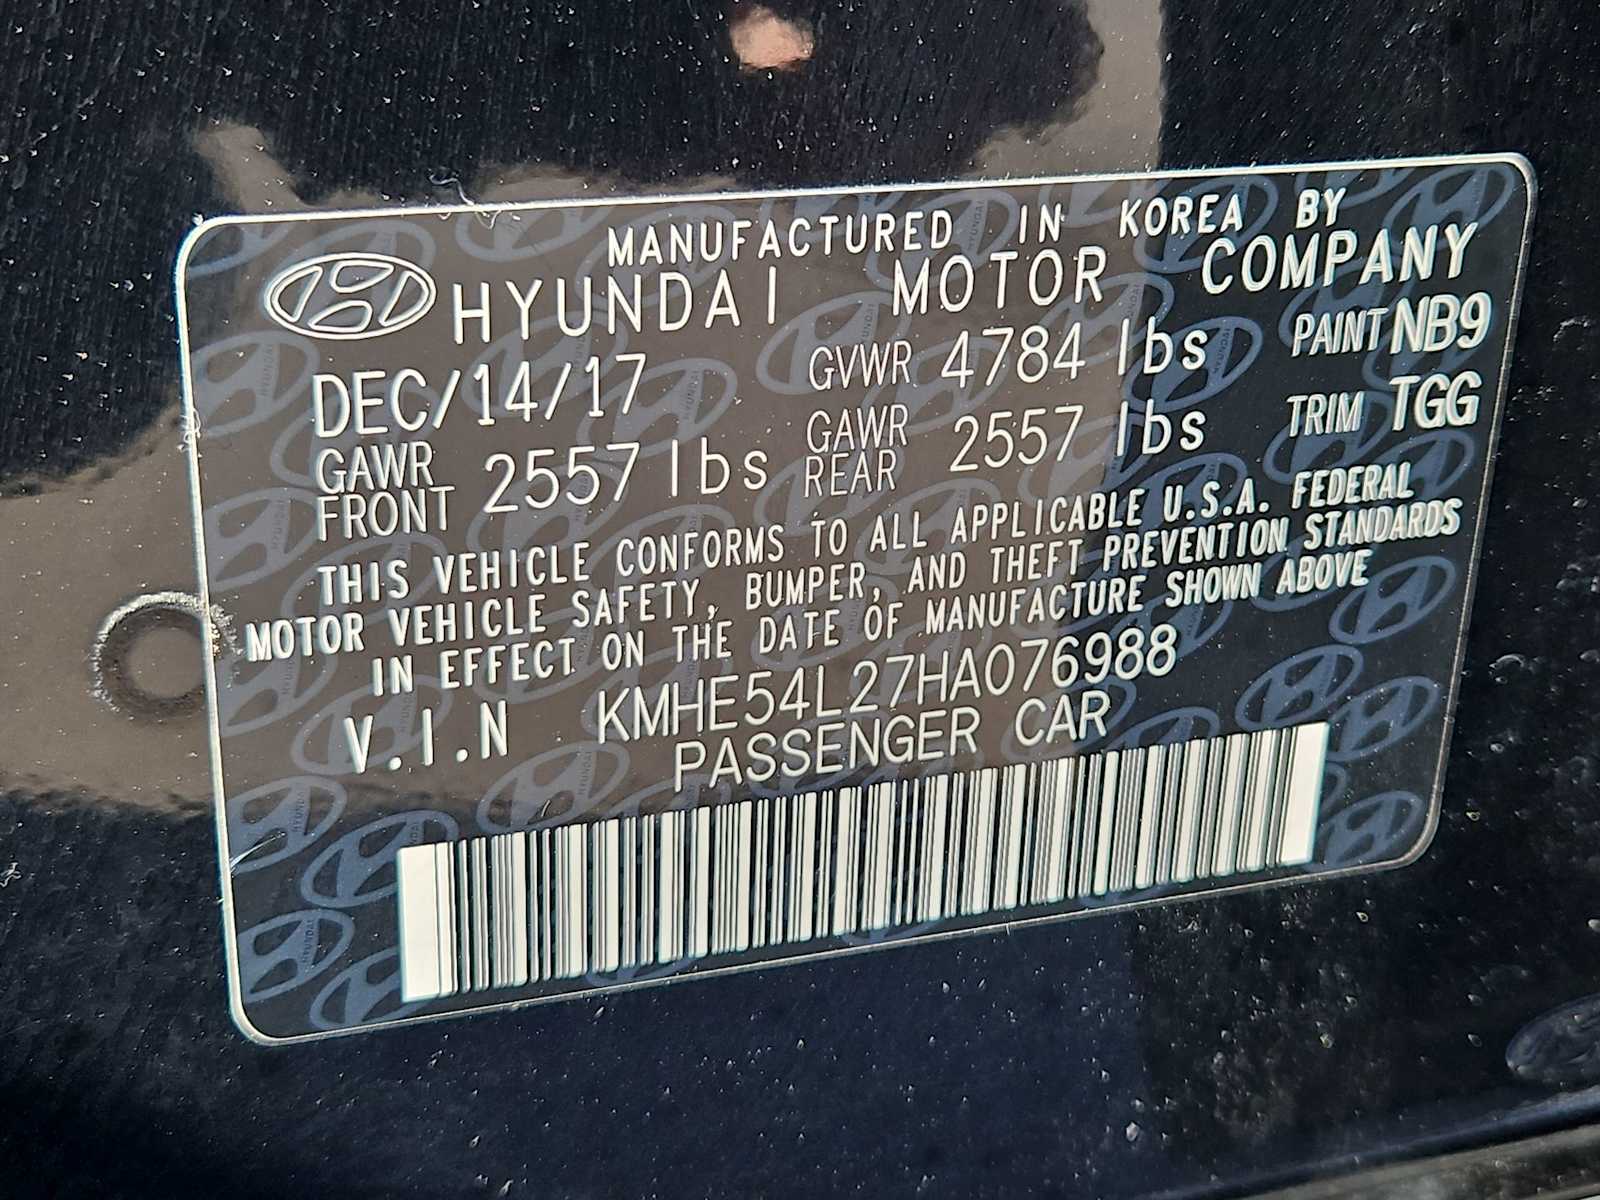 MANUFACTURED IN KOREA BY
HYUNDAI MOTOR COMPANY
DEC/14/17 GVWR 4784 lbs PAINT NB9
GAWR FRONT 2557 lbs GAWR REAR 2557 lbs TRIM TGG
THIS VEHICLE CONFORMS TO ALL APPLICABLE U.S.A. FEDERAL
MOTOR VEHICLE SAFETY, BUMPER, AND THEFT PREVENTION STANDARDS
IN EFFECT ON THE DATE OF MANUFACTURE SHOWN ABOVE
V.I.N KMHE54L27HA076988
PASSENGER CAR